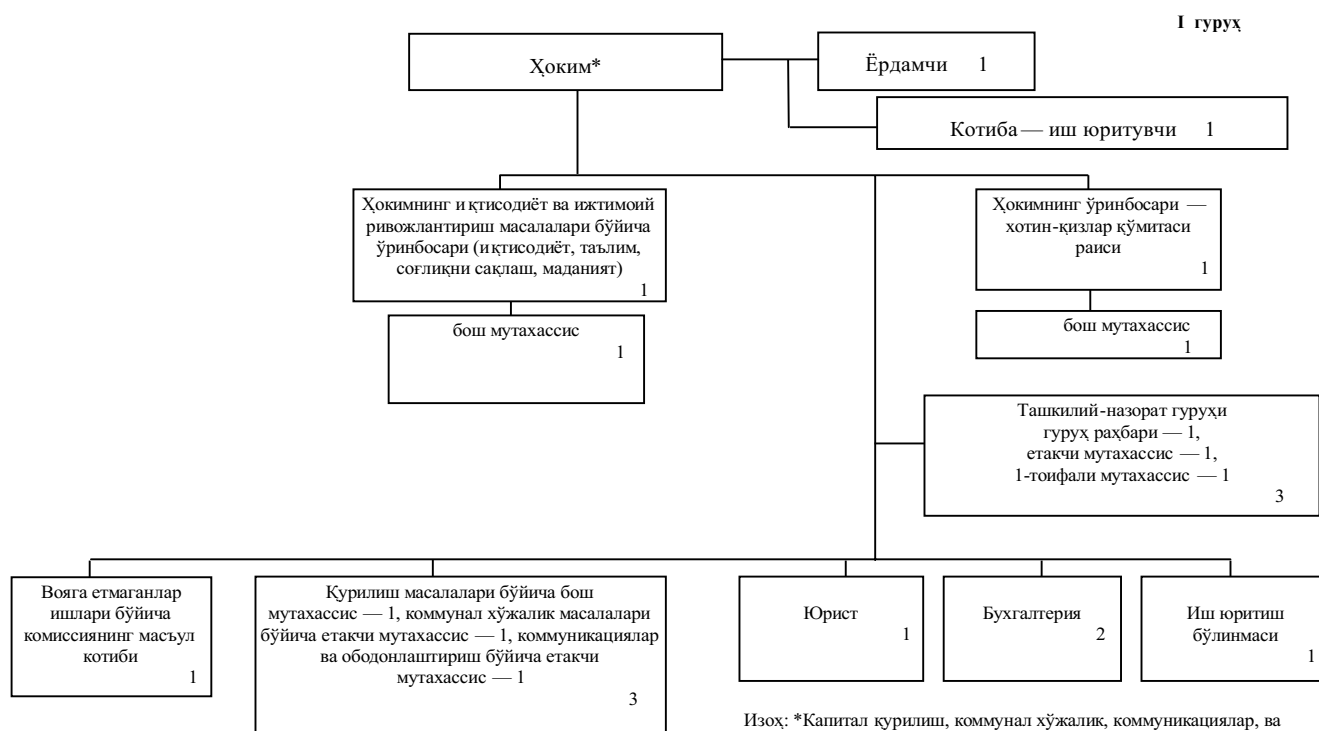 I гуруҳ
Ҳоким*
Ёрдамчи 1
Котиба — иш юритувчи 1
Ҳокимнинг иқтисодиёт ва ижтимоий
ривожлантириш масалалари бўйича
ўринбосари (иқтисодиёт, таълим,
соғлиқни сақлаш, маданият)
1
Ҳокимнинг ўринбосари —
хотин-қизлар қўмитаси
раиси
1
бош мутахассис
1
бош мутахассис
1
Ташкилий-назорат гуруҳи
гуруҳ раҳбари — 1,
етакчи мутахассис — 1,
1-тоифали мутахассис — 1
3
Вояга етмаганлар
ишлари бўйича
комиссиянинг масъул
котиби
1
Қурилиш масалалари бўйича бош
мутахассис — 1, коммунал хўжалик масалалари
бўйича етакчи мутахассис — 1, коммуникациялар
ва ободонлаштириш бўйича етакчи
мутахассис — 1
3
Юрист
1
Бухгалтерия
2
Иш юритиш
бўлинмаси
1
Изоҳ: *Капитал қурилиш, коммунал хўжалик, коммуникациялар, ва